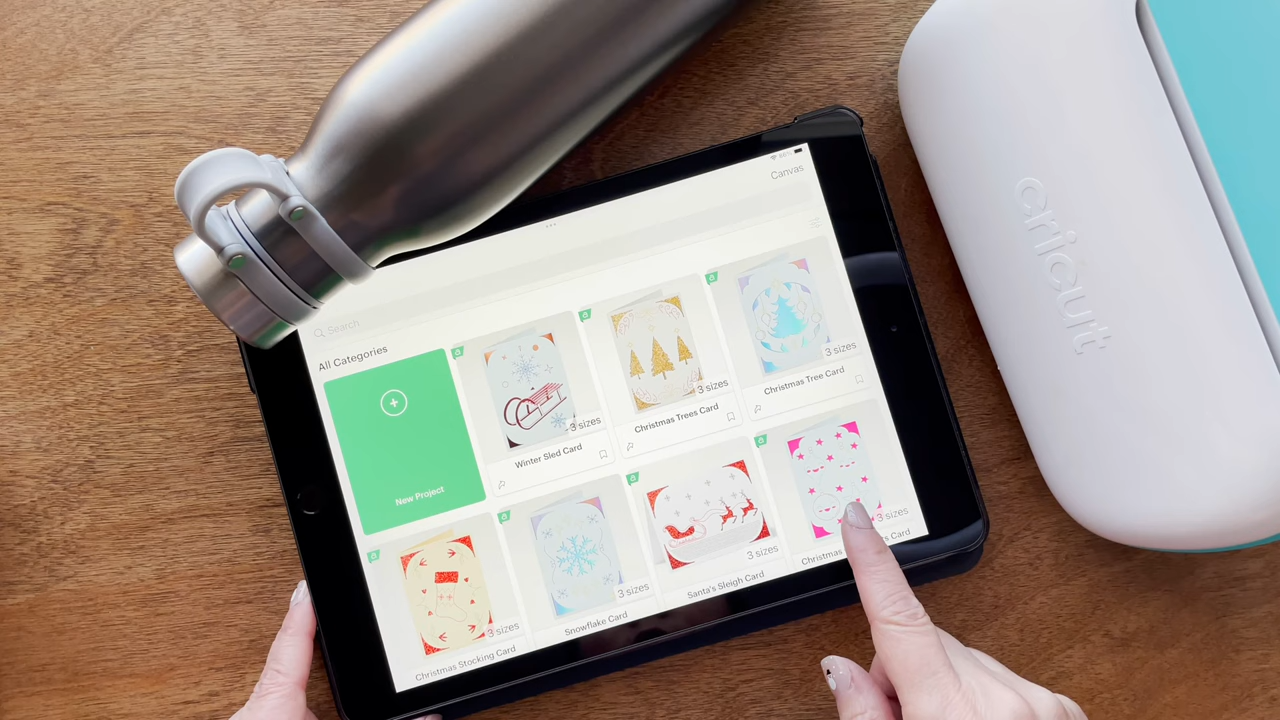 Canvas
Search
All Categories
New Project
3 sizes
Winter Sled Card
3 sizes
Christmas Trees Card
3 sizes
Christmas Tree Card
3 sizes
Christmas Stocking Card
3 sizes
Snowflake Card
3 sizes
Santa's Sleigh Card
3 sizes
Christmas
Card
cricut